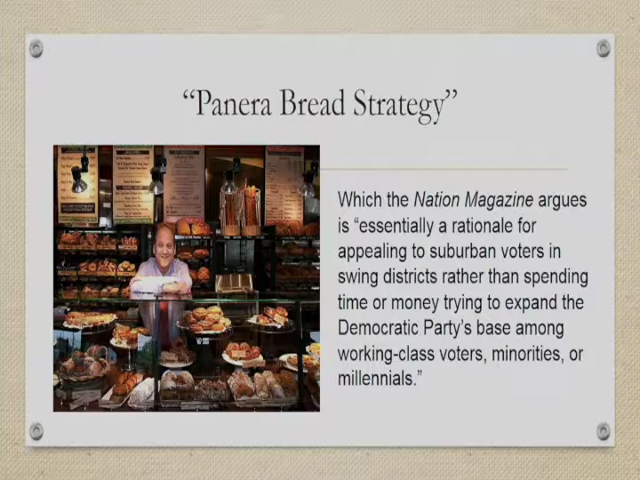 “Panera Bread Strategy”
Which the Nation Magazine argues
is “essentially a rationale for
appealing to suburban voters in
swing districts rather than spending
time or money trying to expand the
Democratic Party’s base among
working-class voters, minorities, or
millennials.”